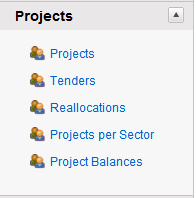 Projects
Projects
Tenders
Reallocations
Projects per Sector
Project Balances